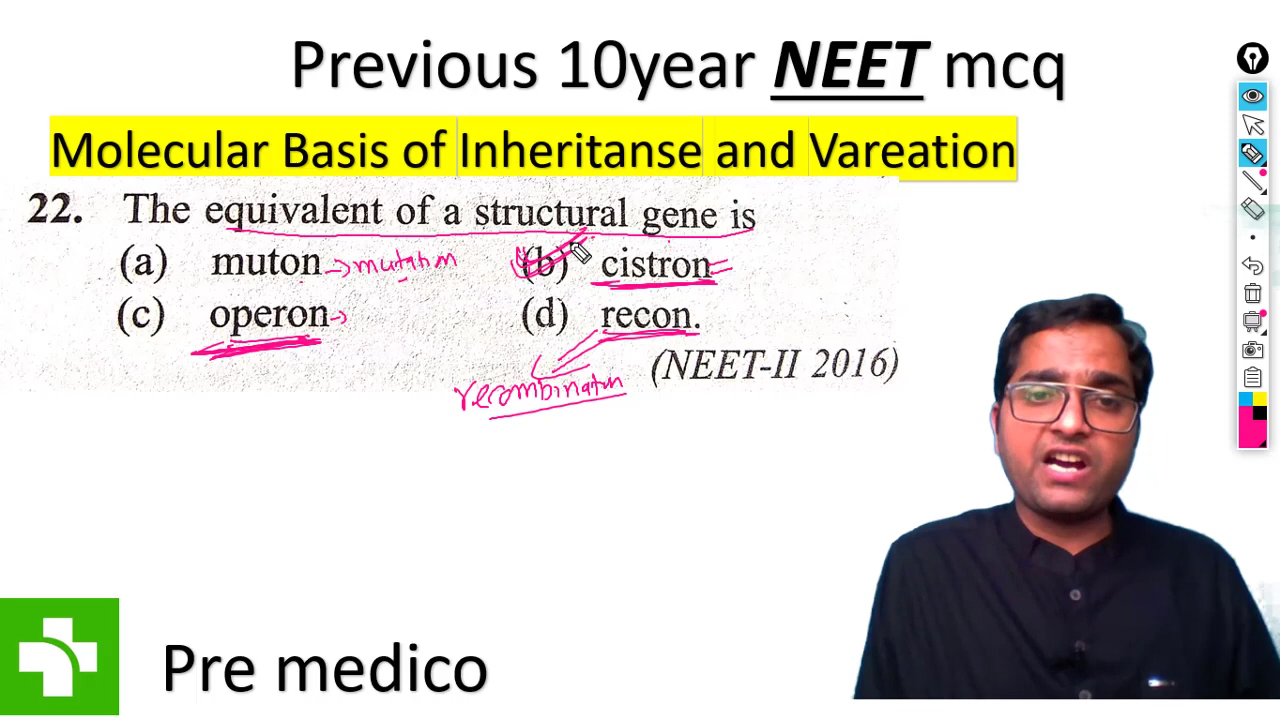 Previous 10year NEET mcq
Molecular Basis of Inheritanse and Vareation
22. The equivalent of a structural gene is
(a) muton → mutation (b) cistron
(c) operon → (d) recon.
(NEET-II 2016)
recombination
Pre medico